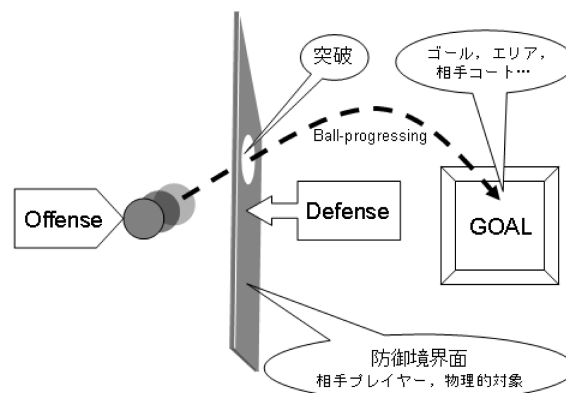 突破
ゴール，エリア，
相手コート…
Ball-progressing
Offense
Defense
GOAL
防御境界面
相手プレイヤー，物理的対象